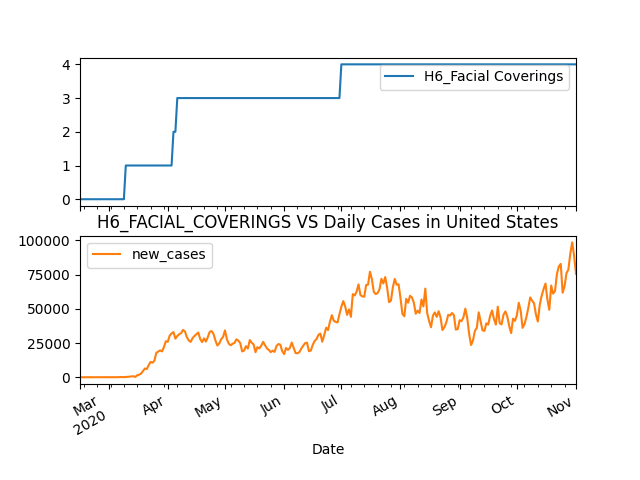 4
3
2
1
0
H6_Facial Coverings
H6_FACIAL_COVERINGS VS Daily Cases in United States
100000
75000
50000
25000
0
new_cases
Mar
2020
Apr
May
Jun
Jul
Aug
Sep
Oct
Nov
Date